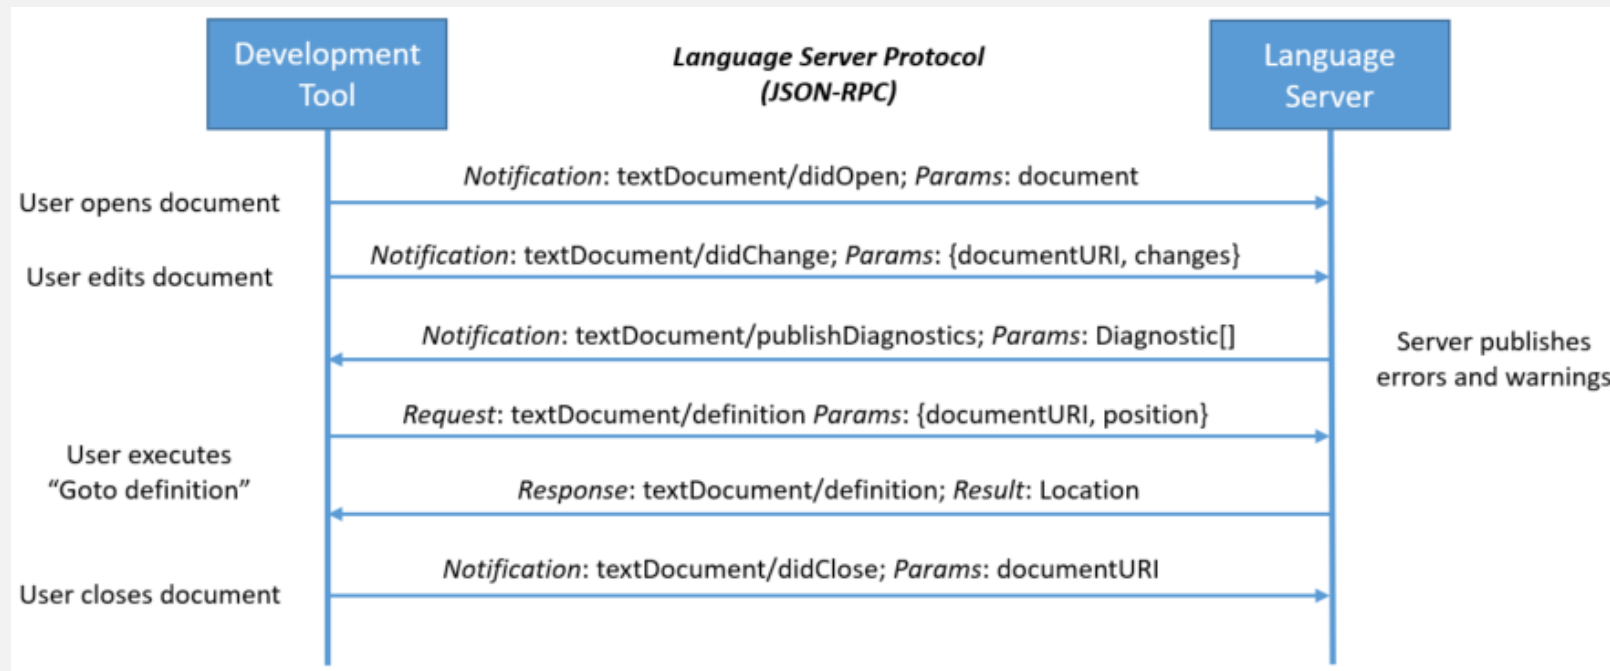 Development
Tool
Language Server Protocol
(JSON-RPC)
Language
Server
Notification: textDocument/didOpen; Params: document
User opens document
Notification: textDocument/didChange; Params: {documentURI, changes}
User edits document
Notification: textDocument/publishDiagnostics; Params: Diagnostic[]
Server publishes
errors and warnings
Request: textDocument/definition Params: {documentURI, position}
User executes
“Goto definition”
Response: textDocument/definition; Result: Location
Notification: textDocument/didClose; Params: documentURI
User closes document